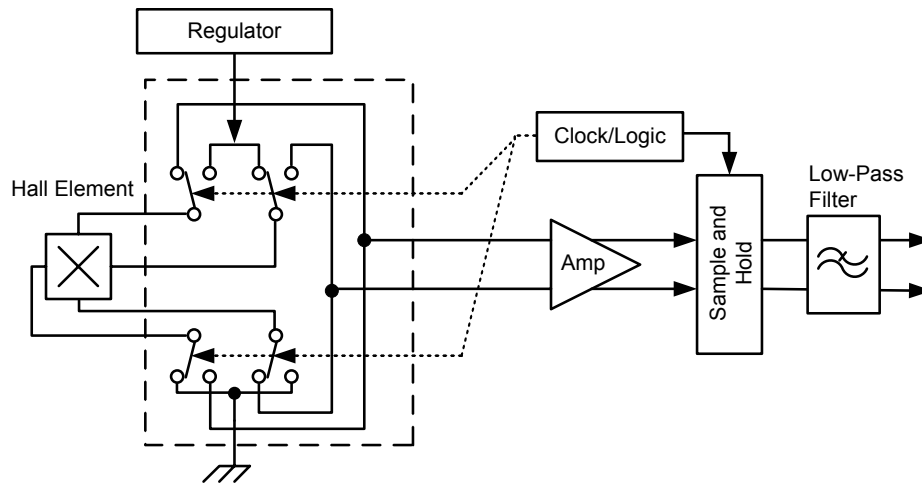 Regulator
Clock/Logic
Hall Element
Low-Pass
Filter
Amp
Sample and
Hold